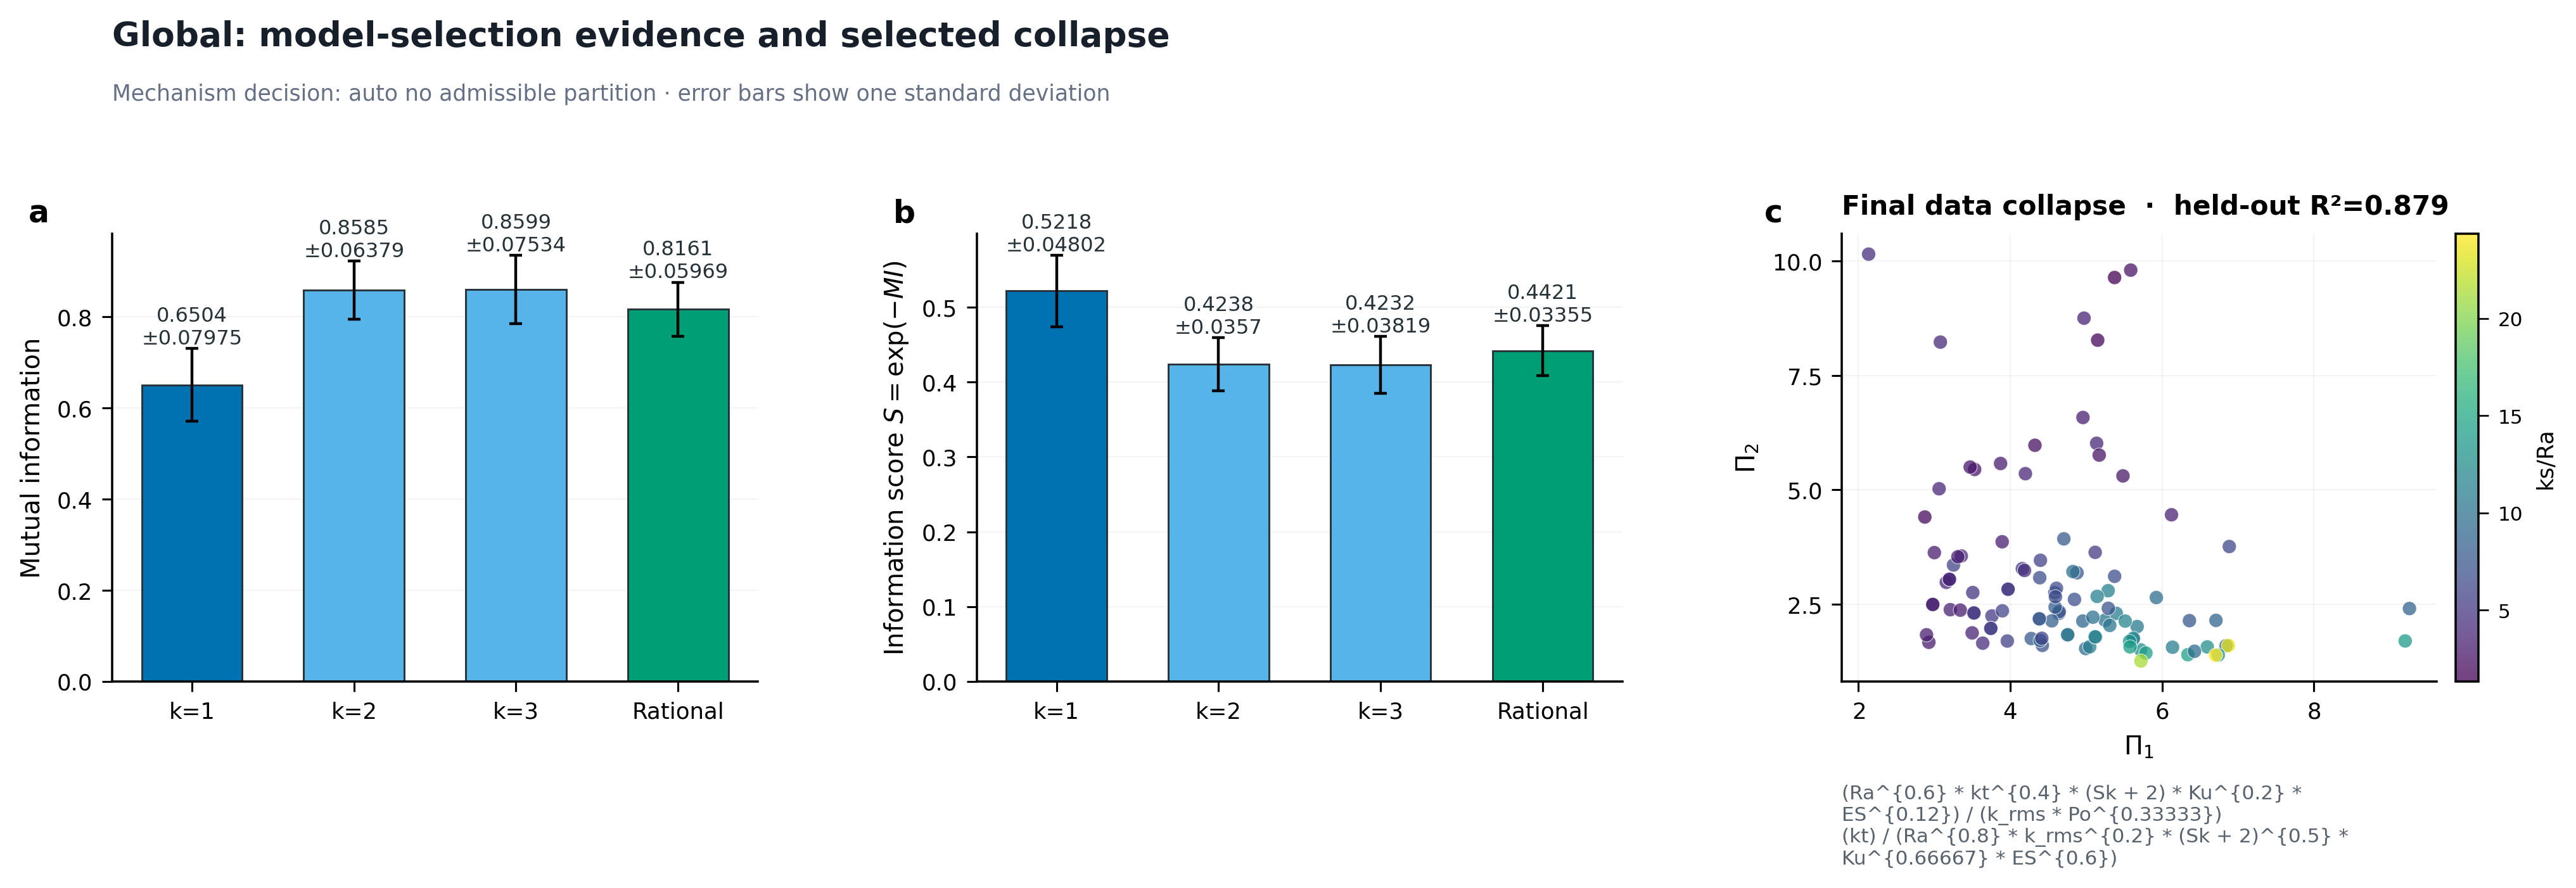 Global: model-selection evidence and selected collapse
Mechanism decision: auto no admissible partition · error bars show one standard deviation
a
Mutual information
0.8
0.6
0.4
0.2
0.0
0.6504
±0.07975
0.8585
±0.06379
0.8599
±0.07534
0.8161
±0.05969
k=1
k=2
k=3
Rational
b
Information score S = exp(−MI)
0.5
0.4
0.3
0.2
0.1
0.0
0.5218
±0.04802
0.4238
±0.0357
0.4232
±0.03819
0.4421
±0.03355
k=1
k=2
k=3
Rational
c
Final data collapse · held-out R²=0.879
Π₂
10.0
7.5
5.0
2.5
2
4
6
8
Π₁
20
15
10
5
ks/Ra
(Ra^{0.6} * kt^{0.4} * (Sk + 2) * Ku^{0.2} *
ES^{0.12}) / (k_rms * Po^{0.33333})
(kt) / (Ra^{0.8} * k_rms^{0.2} * (Sk + 2)^{0.5} *
Ku^{0.66667} * ES^{0.6})